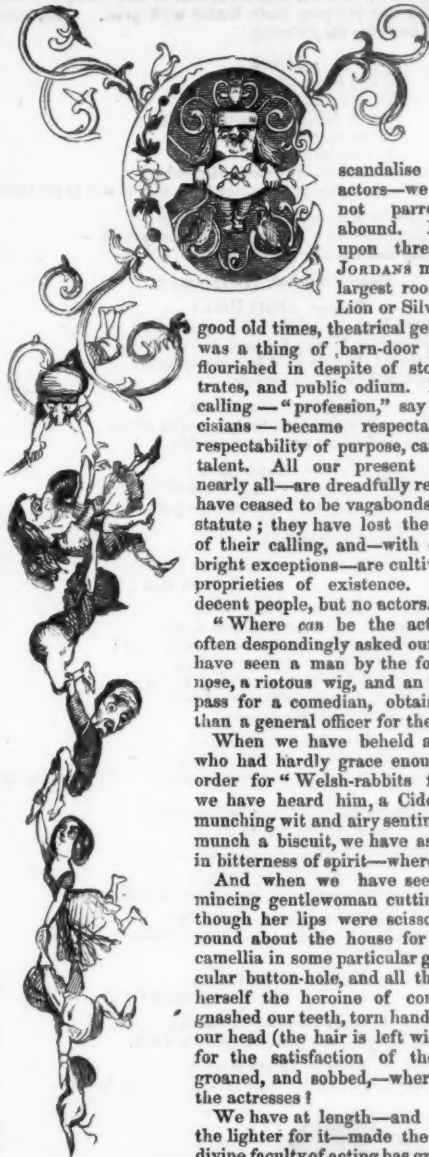 scandalise
actors—we
not parr
abound.
upon thre
JORDANS m
largest roo
Lion or Silv
good old times, theatrical ge
was a thing of barn-door
flourished in despite of sto
trates, and public odium.
calling—"profession," say
cisians—became respecta
respectability of purpose, ca
talent. All our present
nearly all—are dreadfully re
have ceased to be vagabonds
statute; they have lost the
of their calling, and—with
bright exceptions—are cultiv
proprieties of existence.
decent people, but no actors.
"Where can be the act
often despondingly asked our
have seen a man by the fo
nose, a riotous wig, and an
pass for a comedian, obtain
than a general officer for the
When we have beheld a
who had hardly grace enou
order for "Welsh-rabbits f
we have heard him, a Cide
munching wit and airy sentin
munch a biscuit, we have as
in bitterness of spirit—where
And when we have see
mincing gentlewoman cuttin
though her lips were scisso
round about the house for
camellia in some particular g
cular button-hole, and all th
herself the heroine of con
gnashed our teeth, torn hand
our head (the hair is left wi
for the satisfaction of the
groaned, and sobbed,—wher
the actresses?
We have at length—and
the lighter for it—made the
divine faculty of acting has gr